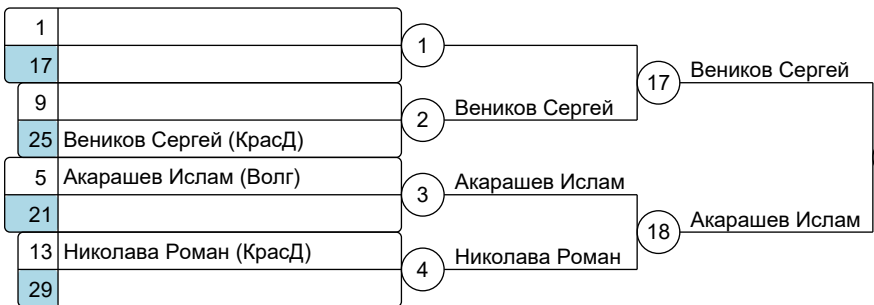 1
17
1
9
25 Веников Сергей (КрасД)
2
Веников Сергей
17
Веников Сергей
5 Акарашев Ислам (Волг)
21
3
Акарашев Ислам
13 Николава Роман (КрасД)
29
4
Николава Роман
18
Акарашев Ислам